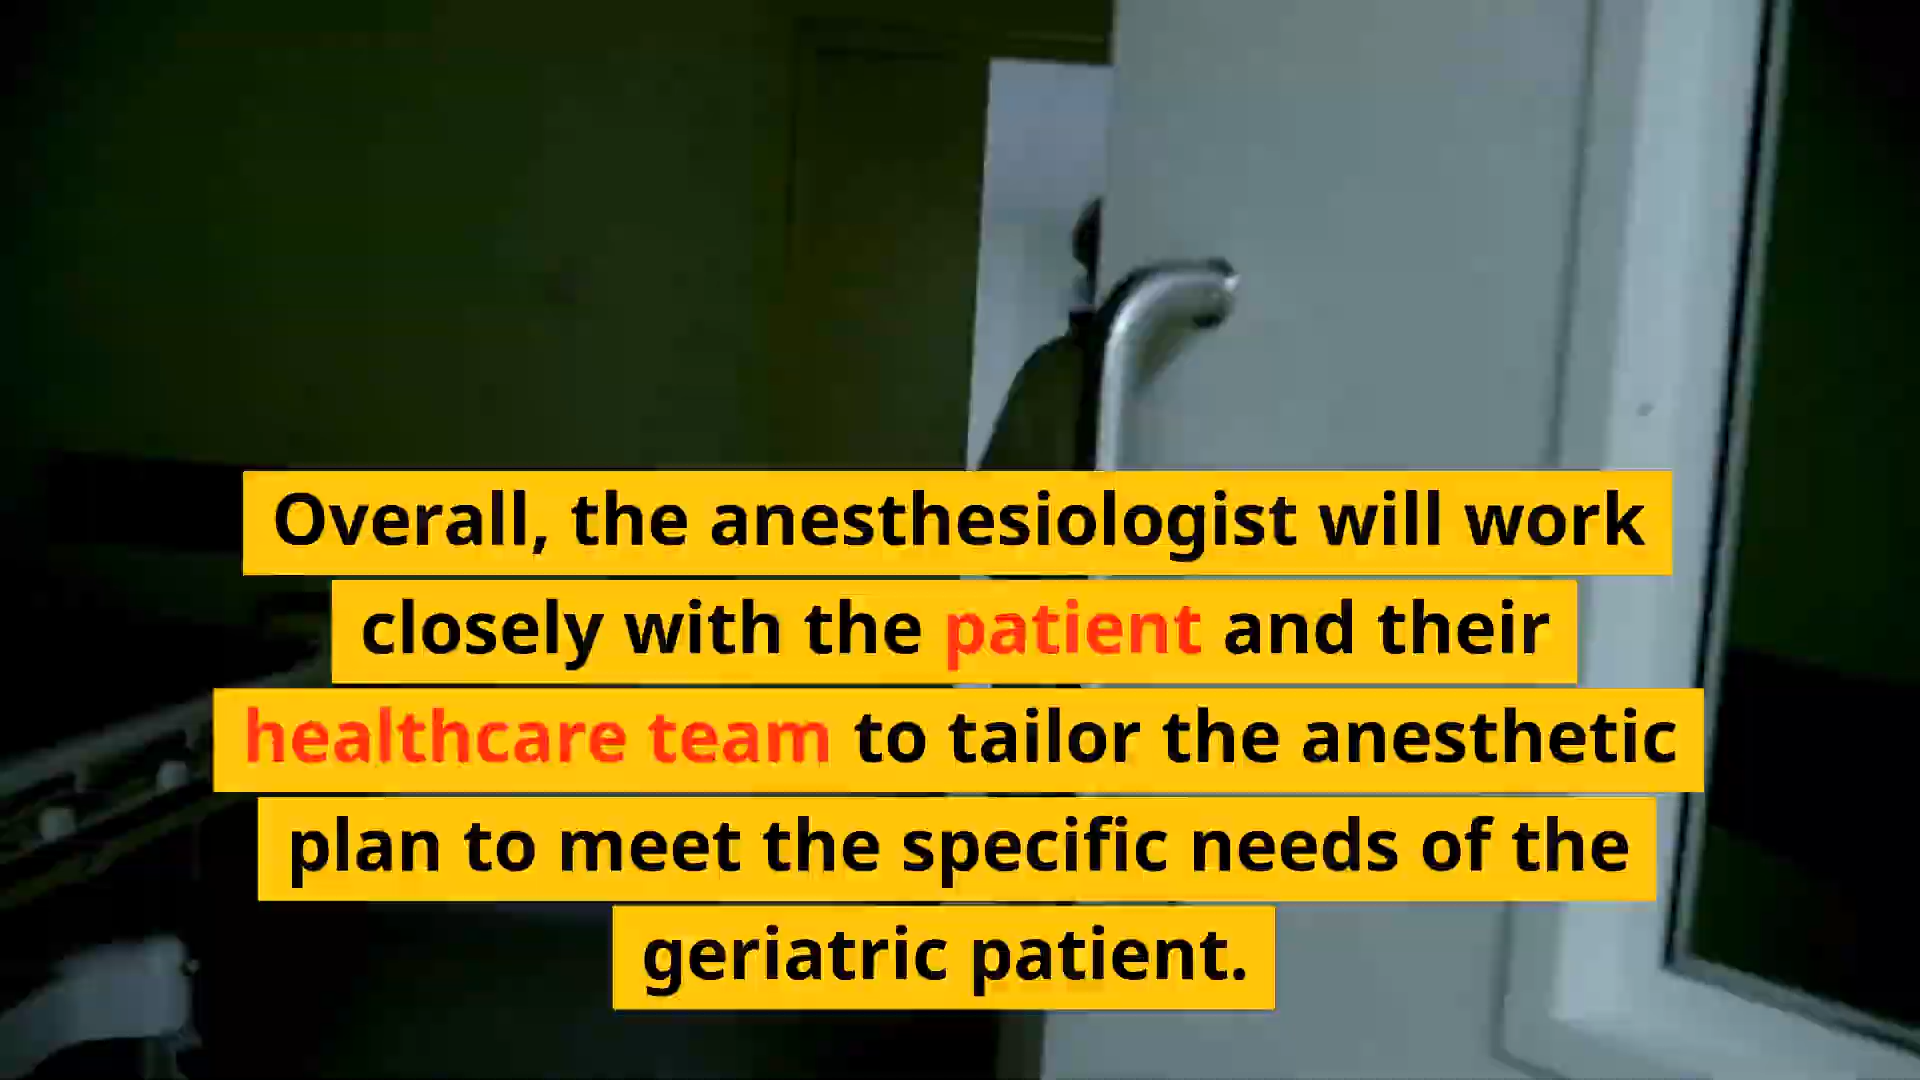 Overall, the anesthesiologist will work
closely with the patient and their
healthcare team to tailor the anesthetic
plan to meet the specific needs of the
geriatric patient.